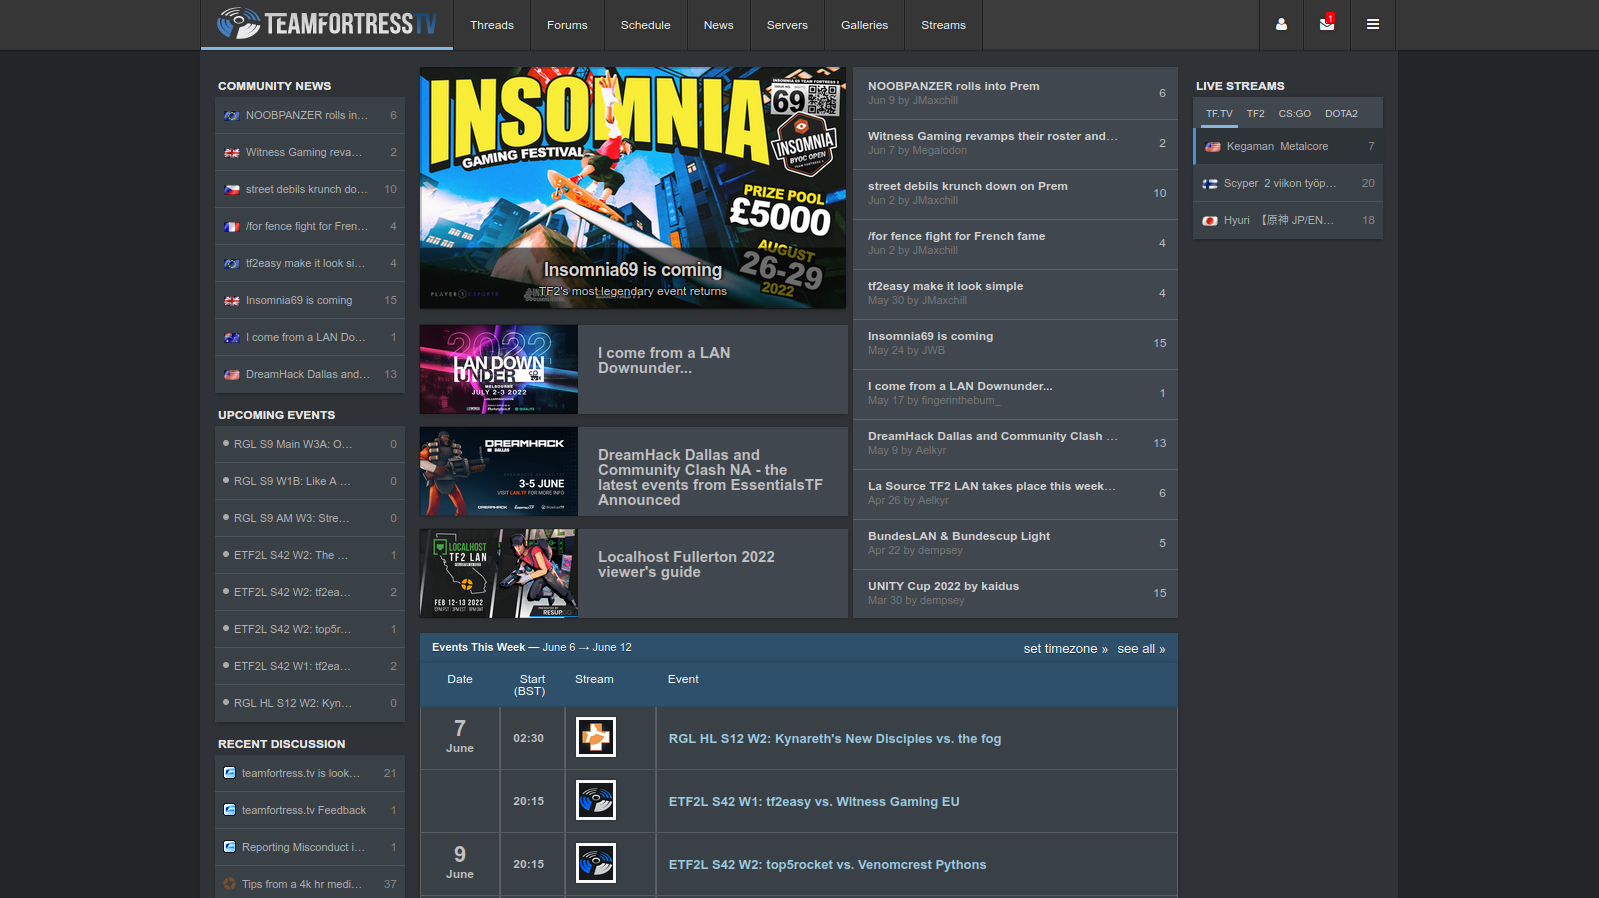 TEAMFORTRESSTV
Threads
Forums
Schedule
News
Servers
Galleries
Streams
1
COMMUNITY NEWS
NOOBPANZER rolls in... 6
Witness Gaming reva... 2
street debils krunch do... 10
/for fence fight for Fren... 4
tf2easy make it look si... 4
Insomnia69 is coming 15
I come from a LAN Do... 1
DreamHack Dallas and... 13
UPCOMING EVENTS
RGL S9 Main W3A: O... 0
RGL S9 W1B: Like A ... 0
RGL S9 AM W3: Stre... 0
ETF2L S42 W2: The ... 1
ETF2L S42 W2: tf2ea... 2
ETF2L S42 W2: top5r... 1
ETF2L S42 W1: tf2ea... 2
RGL HL S12 W2: Kyn... 0
RECENT DISCUSSION
teamfortress.tv is look... 21
teamfortress.tv Feedback 1
Reporting Misconduct i... 1
Tips from a 4k hr medi... 37
INSOMNIA
GAMING FESTIVAL
69
INSOMNIA
BYOC OPEN
PRIZE POOL
£5000
AUGUST
26-29
2022
PLAYER 1 ESPORTS
Insomnia69 is coming
TF2's most legendary event returns
2022
LAN DOWN
UNDER
MELBOURNE
JULY 2-3 2022
I come from a LAN
Downunder...
DREAMHACK
DALLAS
3-5 JUNE
VISIT LAN.TF FOR MORE INFO
DREAMHACK
DreamHack Dallas and
Community Clash NA - the
latest events from EssentialsTF
Announced
LOCALHOST
TF2 LAN
FEB 12-13 2022
Localhost Fullerton 2022
viewer's guide
NOOBPANZER rolls into Prem
Jun 9 by JMaxchill
6
Witness Gaming revamps their roster and...
Jun 7 by Megalodon
2
street debils krunch down on Prem
Jun 2 by JMaxchill
10
/for fence fight for French fame
Jun 2 by JMaxchill
4
tf2easy make it look simple
May 30 by JMaxchill
4
Insomnia69 is coming
May 24 by JWB
15
I come from a LAN Downunder...
May 17 by fingerintheburn_
1
DreamHack Dallas and Community Clash ...
May 9 by Aelkyr
13
La Source TF2 LAN takes place this week...
Apr 26 by Aelkyr
6
BundesLAN & Bundescup Light
Apr 22 by dempsey
5
UNITY Cup 2022 by kaidus
Mar 30 by dempsey
15
Events This Week — June 6 → June 12
set timezone »
see all »
Date
Start
(BST)
Stream
Event
7
June
02:30
RGL HL S12 W2: Kynareth's New Disciples vs. the fog
20:15
ETF2L S42 W1: tf2easy vs. Witness Gaming EU
9
June
20:15
ETF2L S42 W2: top5rocket vs. Venomcrest Pythons
LIVE STREAMS
TF.TV TF2 CS:GO DOTA2
Kegaman Metalcore 7
Scyper 2 viikon työp... 20
Hyuri 【原神 JP/EN... 18